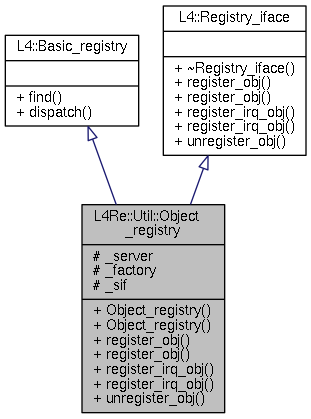 L4::Basic_registry
+ find()
+ dispatch()
L4::Registry_iface
+ ~Registry_iface()
+ register_obj()
+ register_obj()
+ register_irq_obj()
+ register_irq_obj()
+ unregister_obj()
L4Re::Util::Object
_registry
# _server
# _factory
# _sif
+ Object_registry()
+ Object_registry()
+ register_obj()
+ register_obj()
+ register_irq_obj()
+ register_irq_obj()
+ unregister_obj()